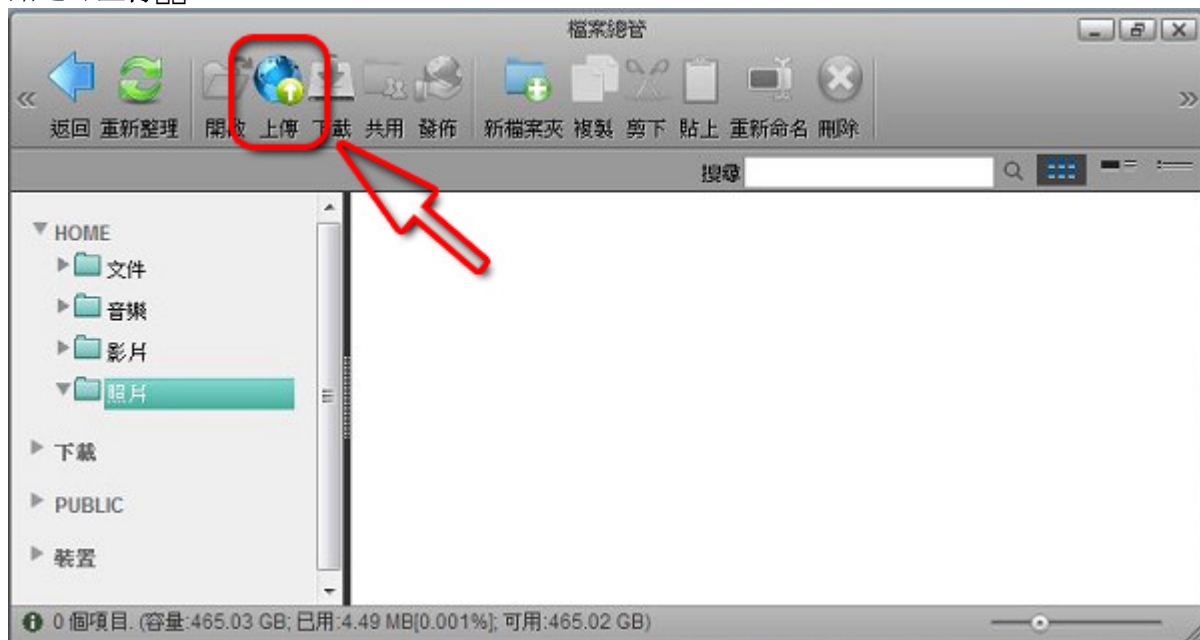 檔案總管
返回 重新整理 開啟 上傳 下載 共用 發佈 新檔案夾 複製 剪下 貼上 重新命名 刪除
搜尋
HOME
文件
音樂
影片
照片
下載
PUBLIC
裝置
0 個項目. (容量:465.03 GB; 已用:4.49 MB[0.001%]; 可用:465.02 GB)